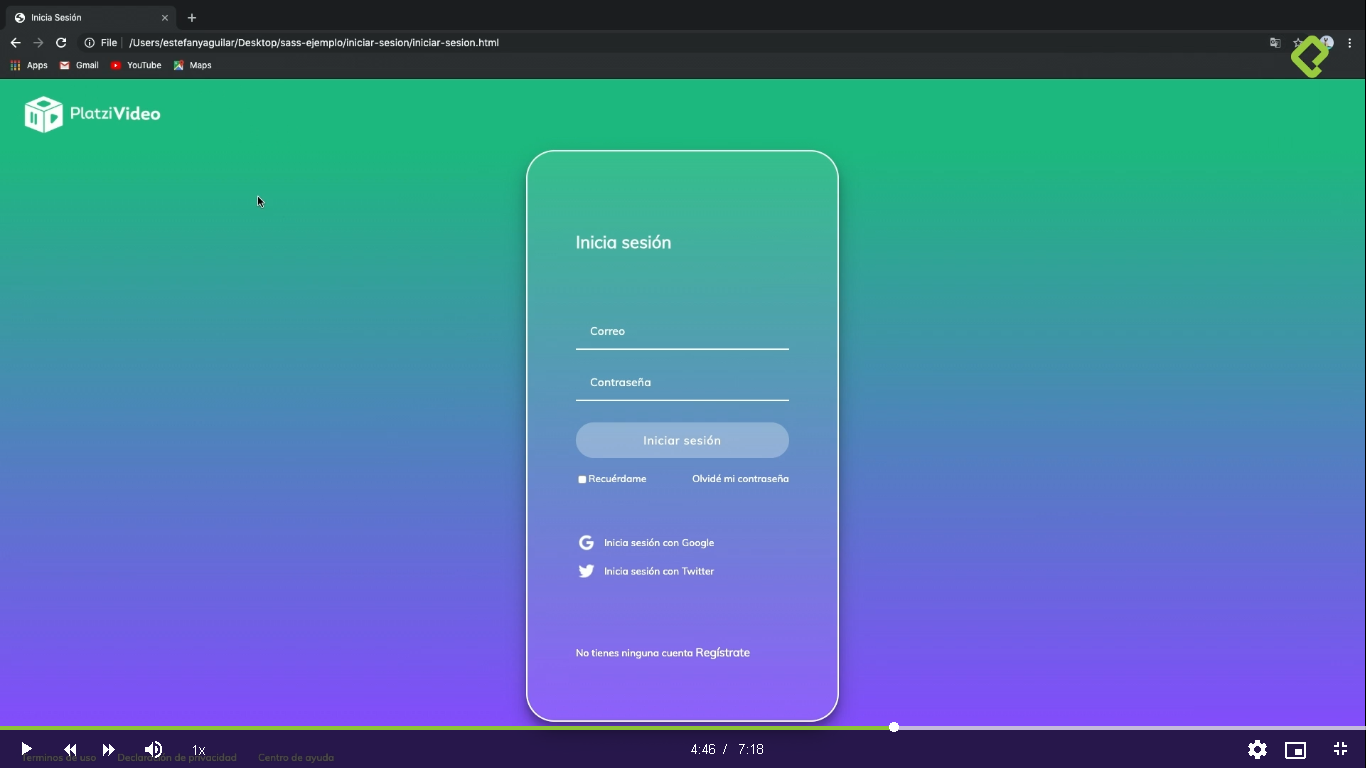 Inicia Sesión
File /Users/estefanyaguilar/Desktop/sass-ejemplo/iniciar-sesion/iniciar-sesion.html
Apps Gmail YouTube Maps
PlatziVideo
Inicia sesión
Correo
Contraseña
Iniciar sesión
Recuérdame Olvidé mi contraseña
Inicia sesión con Google
Inicia sesión con Twitter
No tienes ninguna cuenta Regístrate
1x 4:46 / 7:18
Terminos de uso Declaración de privacidad Centro de ayuda